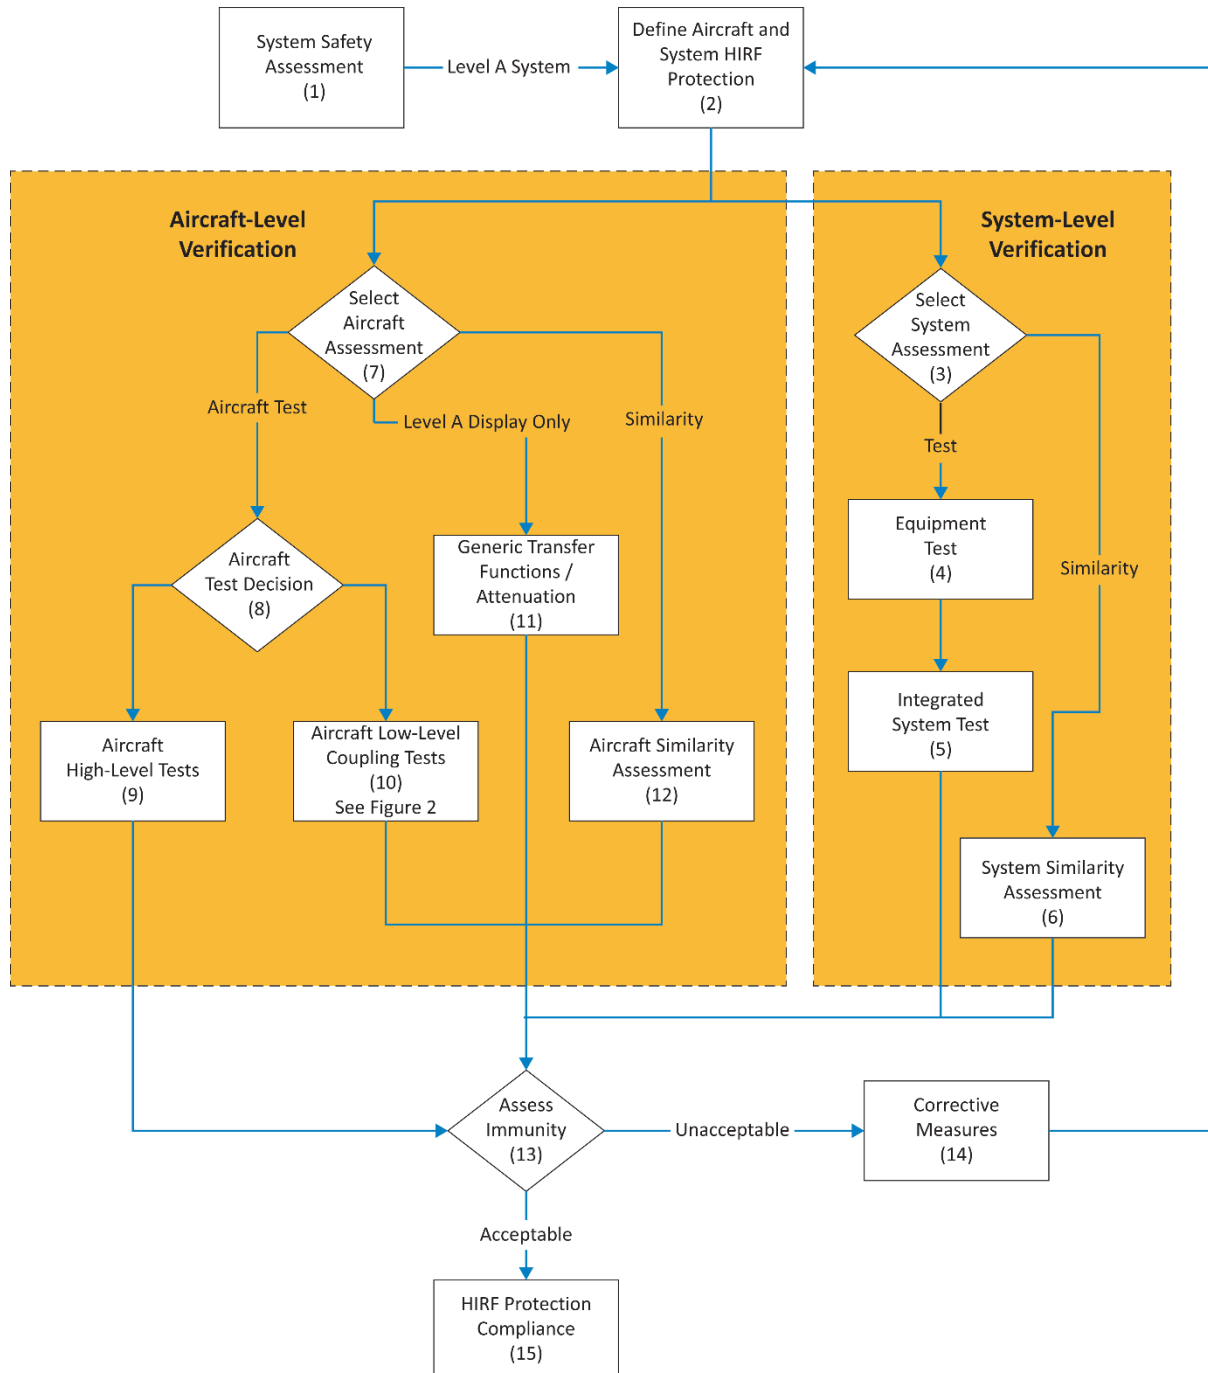 System Safety
Assessment
(1)
Level A System
Define Aircraft and
System HIRF
Protection
(2)
Aircraft-Level
Verification
System-Level
Verification
Select
Aircraft
Assessment
(7)
Select
System
Assessment
(3)
Aircraft Test
Level A Display Only
Similarity
Test
Aircraft
Test Decision
(8)
Generic Transfer
Functions /
Attenuation
(11)
Equipment
Test
(4)
Similarity
Aircraft
High-Level Tests
(9)
Aircraft Low-Level
Coupling Tests
(10)
See Figure 2
Aircraft Similarity
Assessment
(12)
Integrated
System Test
(5)
System Similarity
Assessment
(6)
Assess
Immunity
(13)
Unacceptable
Corrective
Measures
(14)
Acceptable
HIRF Protection
Compliance
(15)